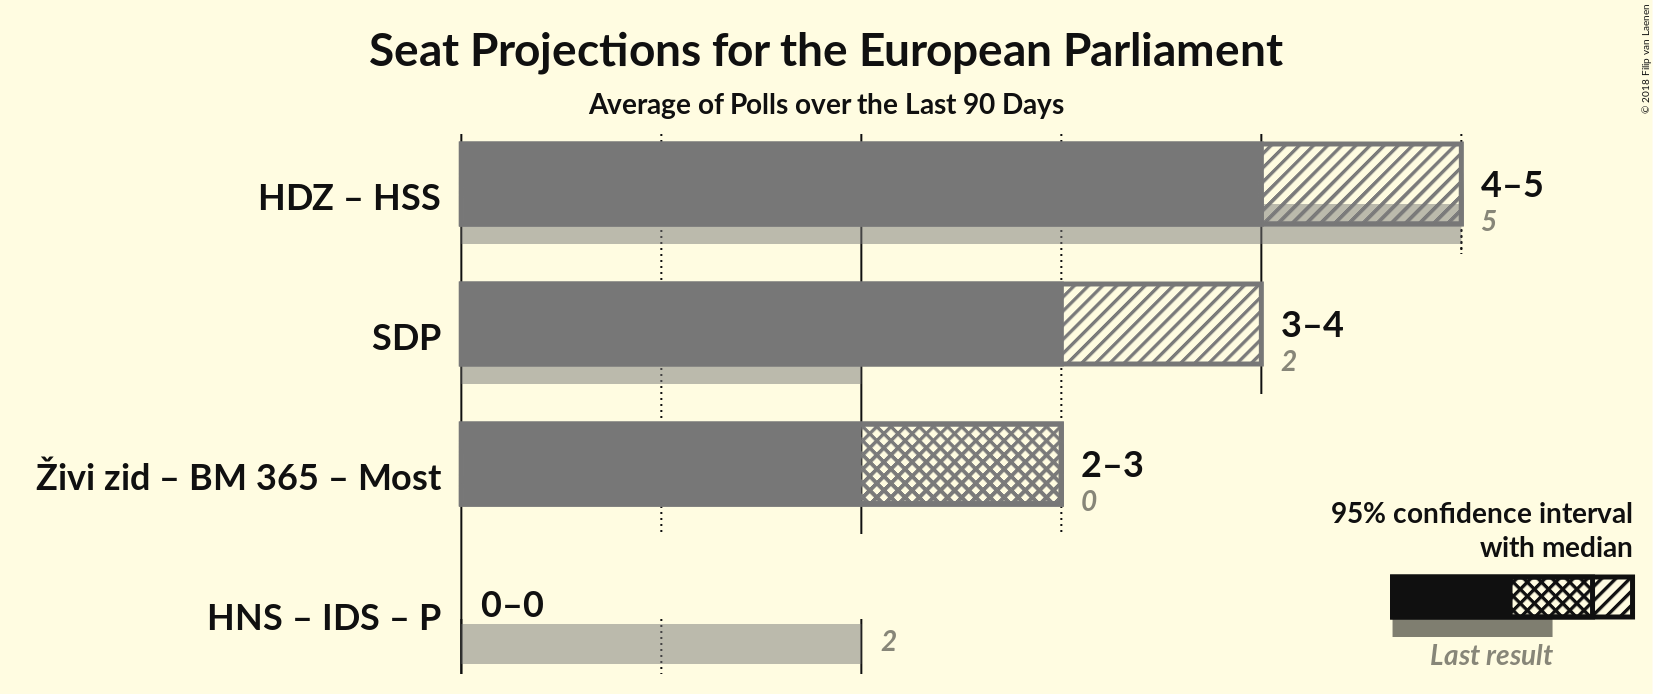 Seat Projections for the European Parliament
Average of Polls over the Last 90 Days
© 2018 Filip van Laenen
HDZ – HSS
4–5
5
SDP
3–4
2
Živi zid – BM 365 – Most
2–3
0
HNS – IDS – P
0–0
2
95% confidence interval
with median
Last result